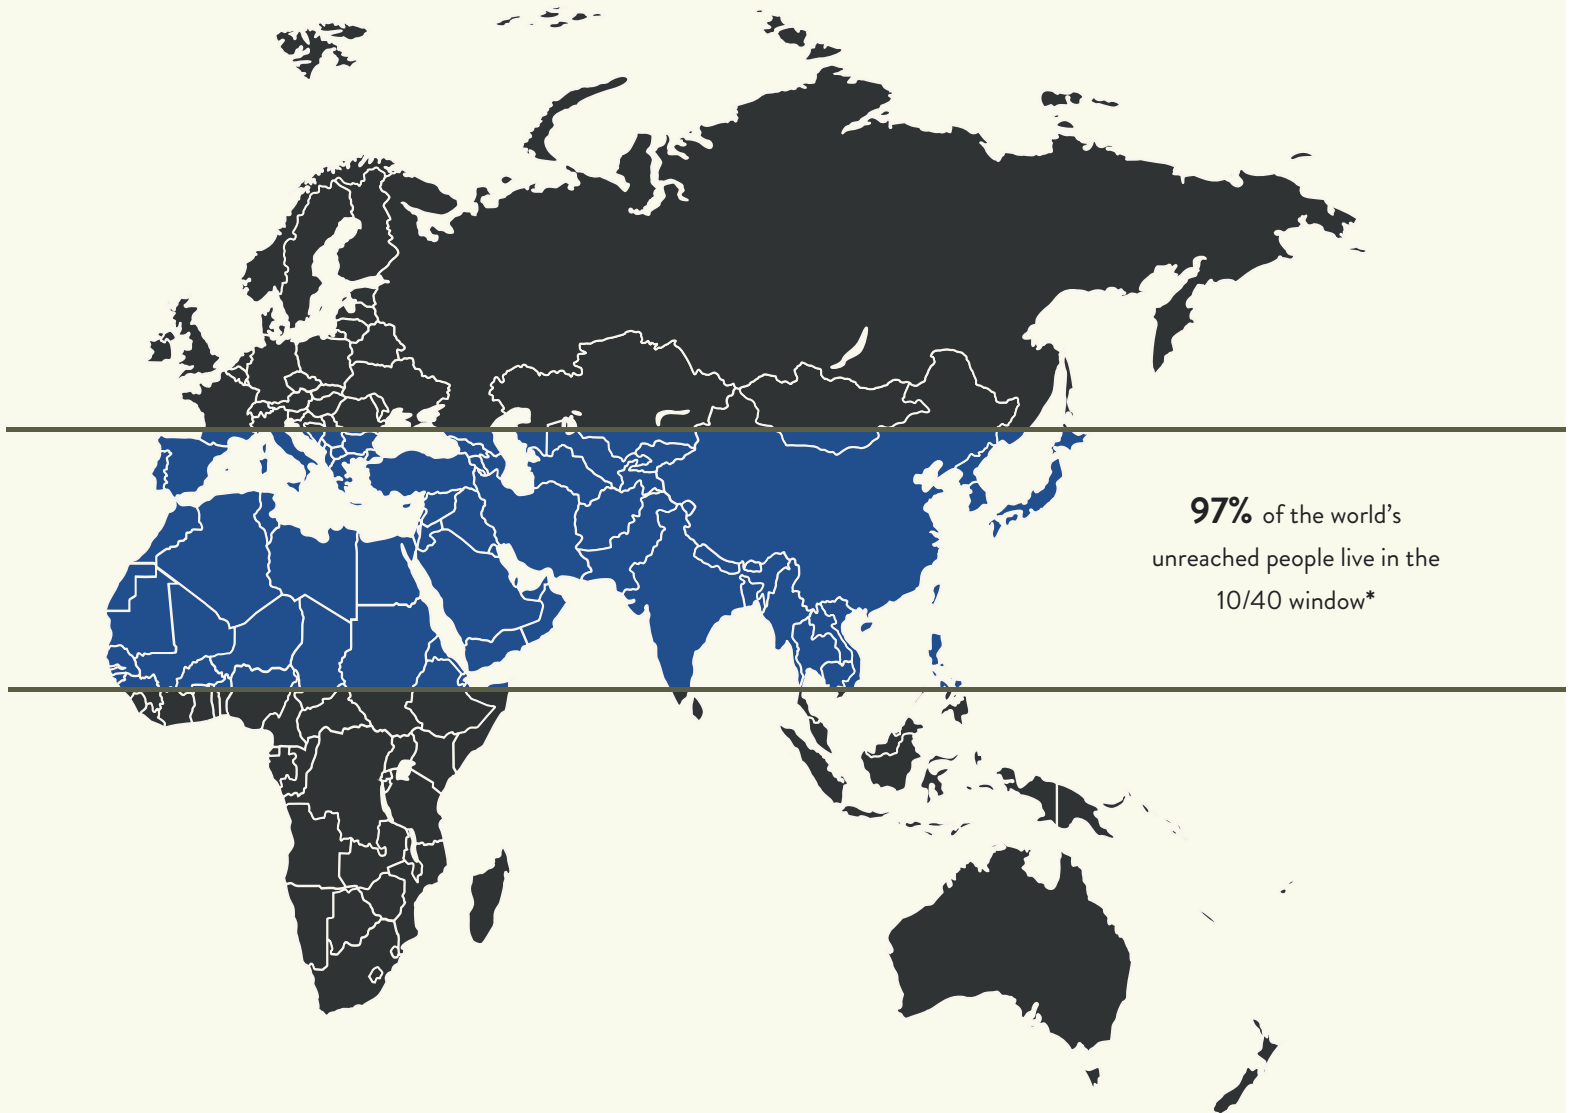 97% of the world's
unreached people live in the
10/40 window*